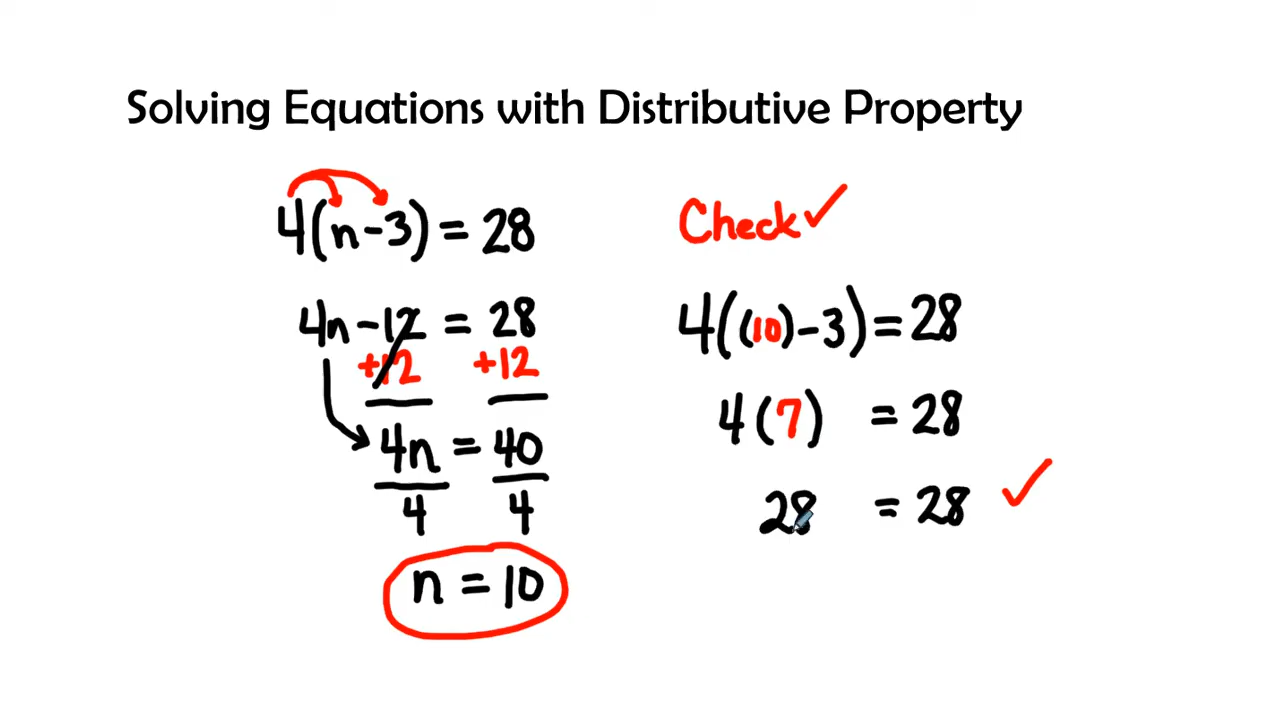 Solving Equations with Distributive Property
4(n-3) = 28
4n - 12 = 28
+12 +12
4n = 40
4 4
n = 10
Check ✓
4((10)-3) = 28
4(7) = 28
28 = 28 ✓